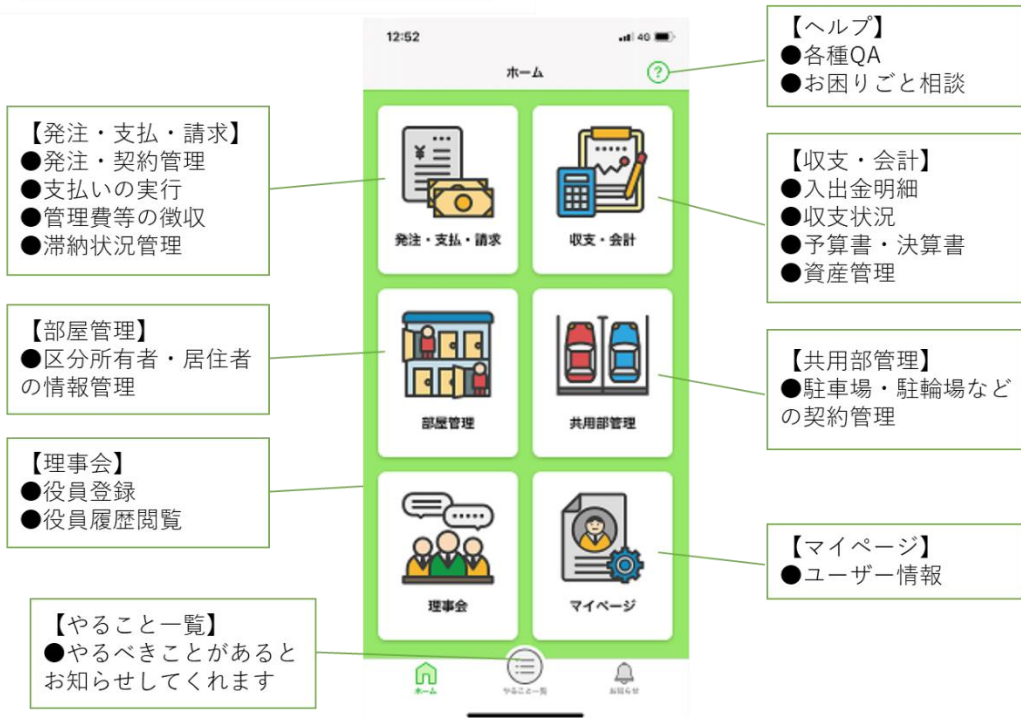 【ヘルプ】
●各種QA
●お困りごと相談
12:52
4G
ホーム
?
【発注・支払・請求】
●発注・契約管理
●支払いの実行
●管理費等の徴収
●滞納状況管理
¥
発注・支払・請求
収支・会計
【収支・会計】
●入出金明細
●収支状況
●予算書・決算書
●資産管理
【部屋管理】
●区分所有者・居住者
の情報管理
部屋管理
共用部管理
【共用部管理】
●駐車場・駐輪場など
の契約管理
【理事会】
●役員登録
●役員履歴閲覧
理事会
マイページ
【マイページ】
●ユーザー情報
【やること一覧】
●やるべきことがあると
お知らせしてくれます
ホーム
やること一覧
お知らせ